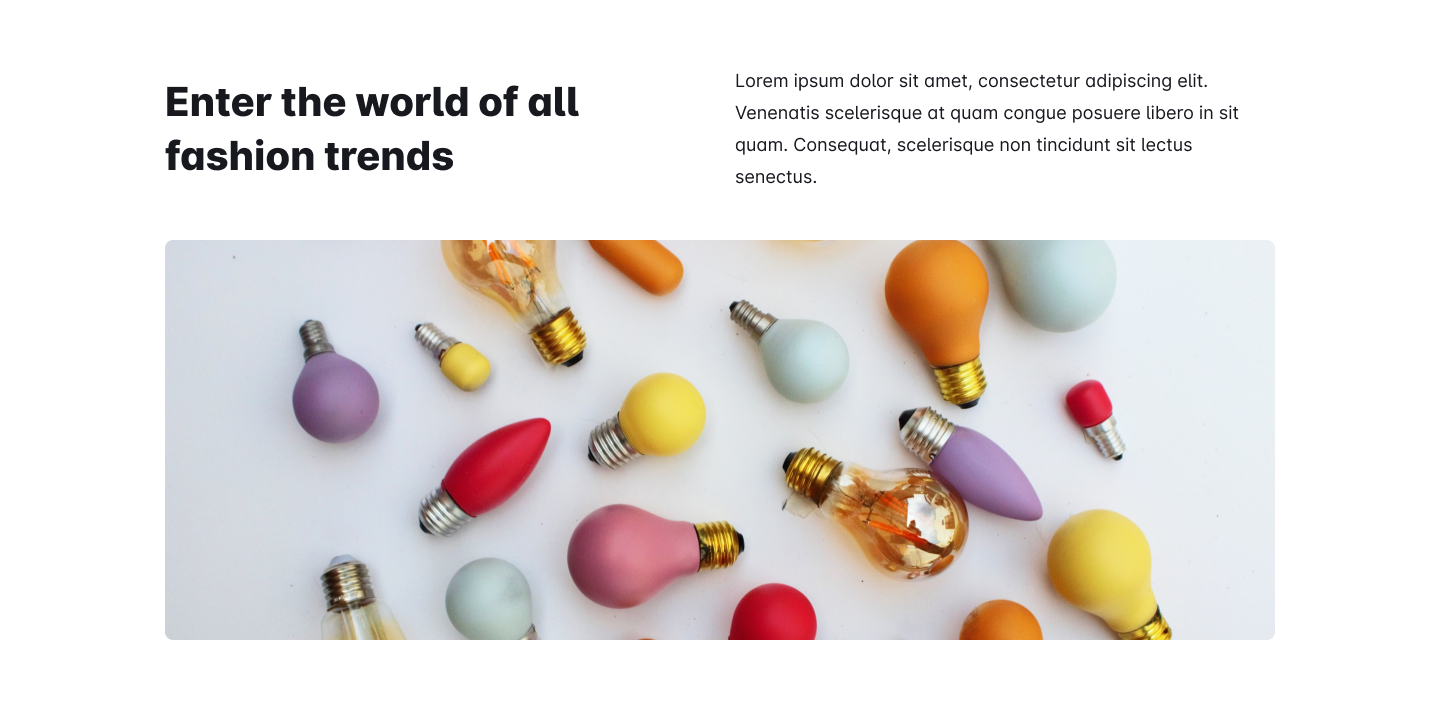 Enter the world of all
fashion trends
Lorem ipsum dolor sit amet, consectetur adipiscing elit.
Venenatis scelerisque at quam congue posuere libero in sit
quam. Consequat, scelerisque non tincidunt sit lectus
senectus.